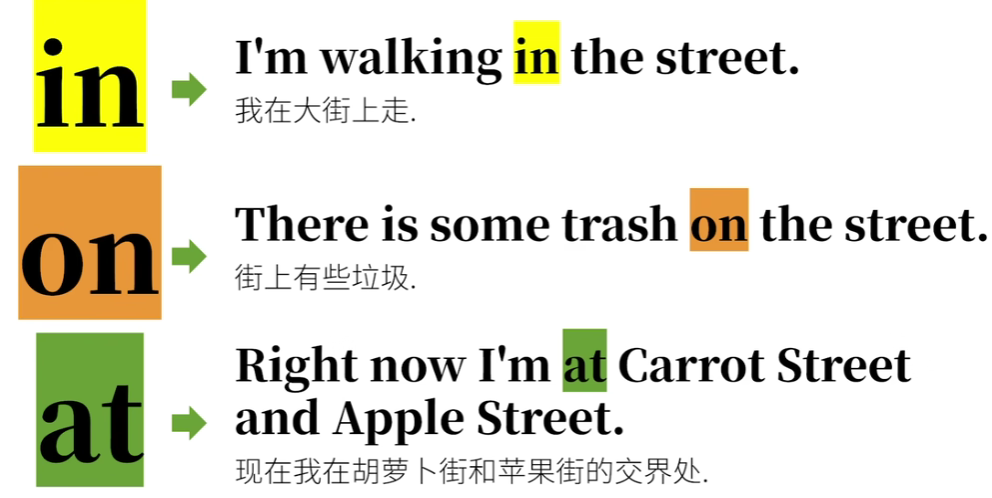 in
I'm walking in the street.
我在大街上走.
on
There is some trash on the street.
街上有些垃圾.
at
Right now I'm at Carrot Street
and Apple Street.
现在我在胡萝卜街和苹果街的交界处.